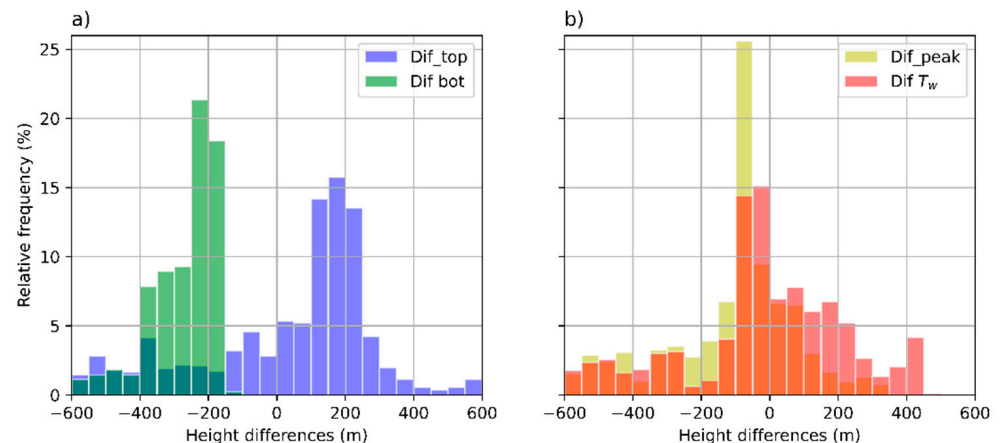 a)
b)
Dif_top
Dif bot
Dif_peak
Dif T_w
Relative frequency (%)
25
20
15
10
5
0
−600 −400 −200 0 200 400 600
Height differences (m)
−600 −400 −200 0 200 400 600
Height differences (m)